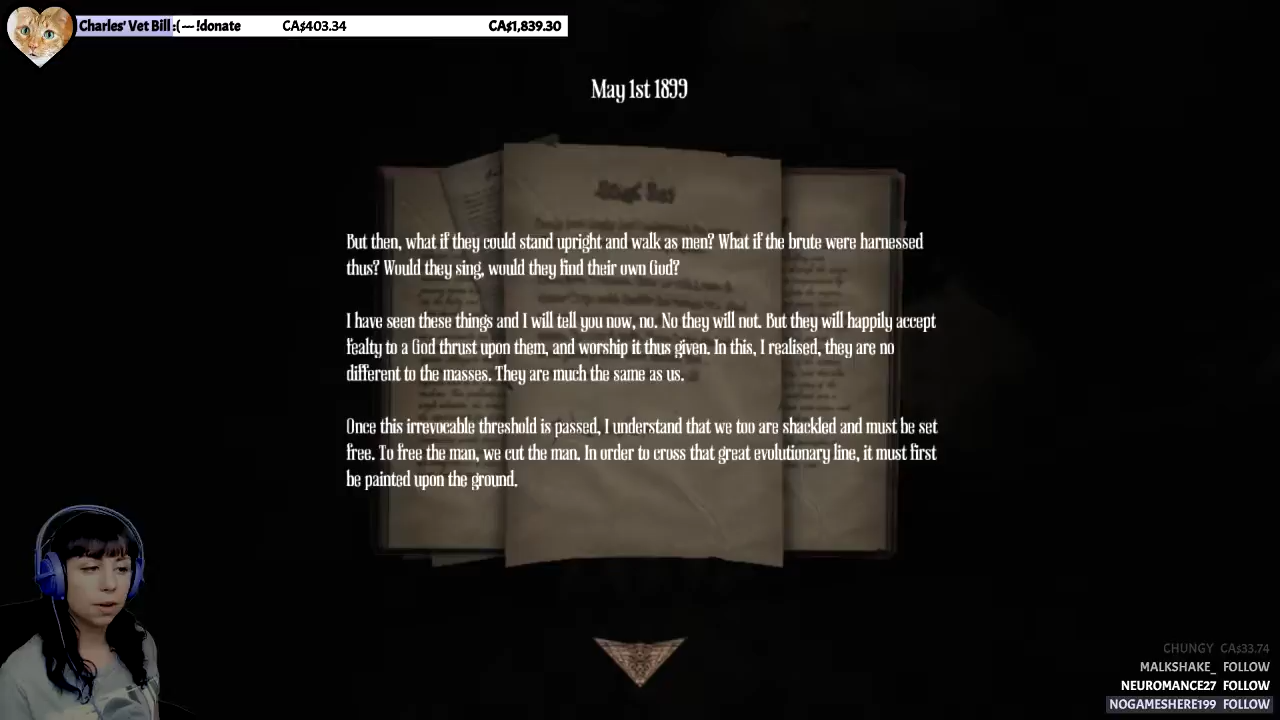 Charles' Vet Bill :( — !donate CA$403.34 CA$1,839.30
May 1st 1899
But then, what if they could stand upright and walk as men? What if the brute were harnessed
thus? Would they sing, would they find their own God?
I have seen these things and I will tell you now, no. No they will not. But they will happily accept
fealty to a God thrust upon them, and worship it thus given. In this, I realised, they are no
different to the masses. They are much the same as us.
Once this irrevocable threshold is passed, I understand that we too are shackled and must be set
free. To free the man, we cut the man. In order to cross that great evolutionary line, it must first
be painted upon the ground.
CHUNGY CA$33.74
MALKSHAKE_ FOLLOW
NEUROMANCE27 FOLLOW
NOGAMESHERE199 FOLLOW